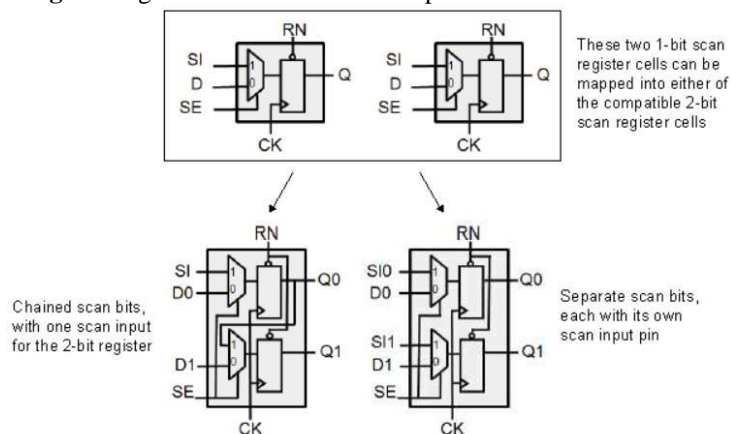 RN
RN
SI
1
SI
1
D
0
Q
D
0
Q
SE
SE
CK
CK
These two 1-bit scan
register cells can be
mapped into either of
the compatible 2-bit
scan register cells
RN
RN
SI
1
Q0
D0
0
1
D1
0
Q1
SE
CK
SI0
1
Q0
D0
0
SI1
1
Q1
D1
0
SE
CK
Chained scan bits,
with one scan input
for the 2-bit register
Separate scan bits,
each with its own
scan input pin